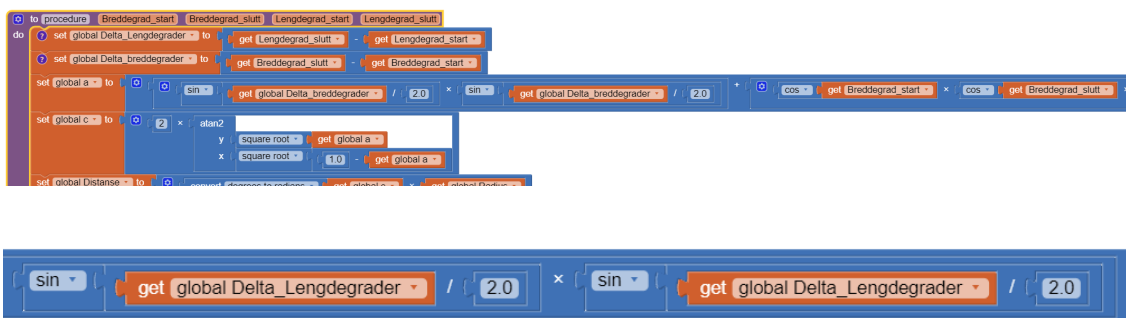 to procedure Breddegrad_start Breddegrad_slutt Lengdegrad_start Lengdegrad_slutt
do ? set global Delta_Lengdegrader to get Lengdegrad_slutt - get Lengdegrad_start
? set global Delta_breddegrader to get Breddegrad_slutt - get Breddegrad_start
set global a to sin get global Delta_breddegrader / 2.0 × sin get global Delta_breddegrader / 2.0 + cos get Breddegrad_start × cos get Breddegrad_slutt ×
set global c to 2 × atan2
y square root get global a
x square root 1.0 - get global a
set global Distanse to convert degrees to radians get global c × get global Radius
sin get global Delta_Lengdegrader / 2.0 × sin get global Delta_Lengdegrader / 2.0